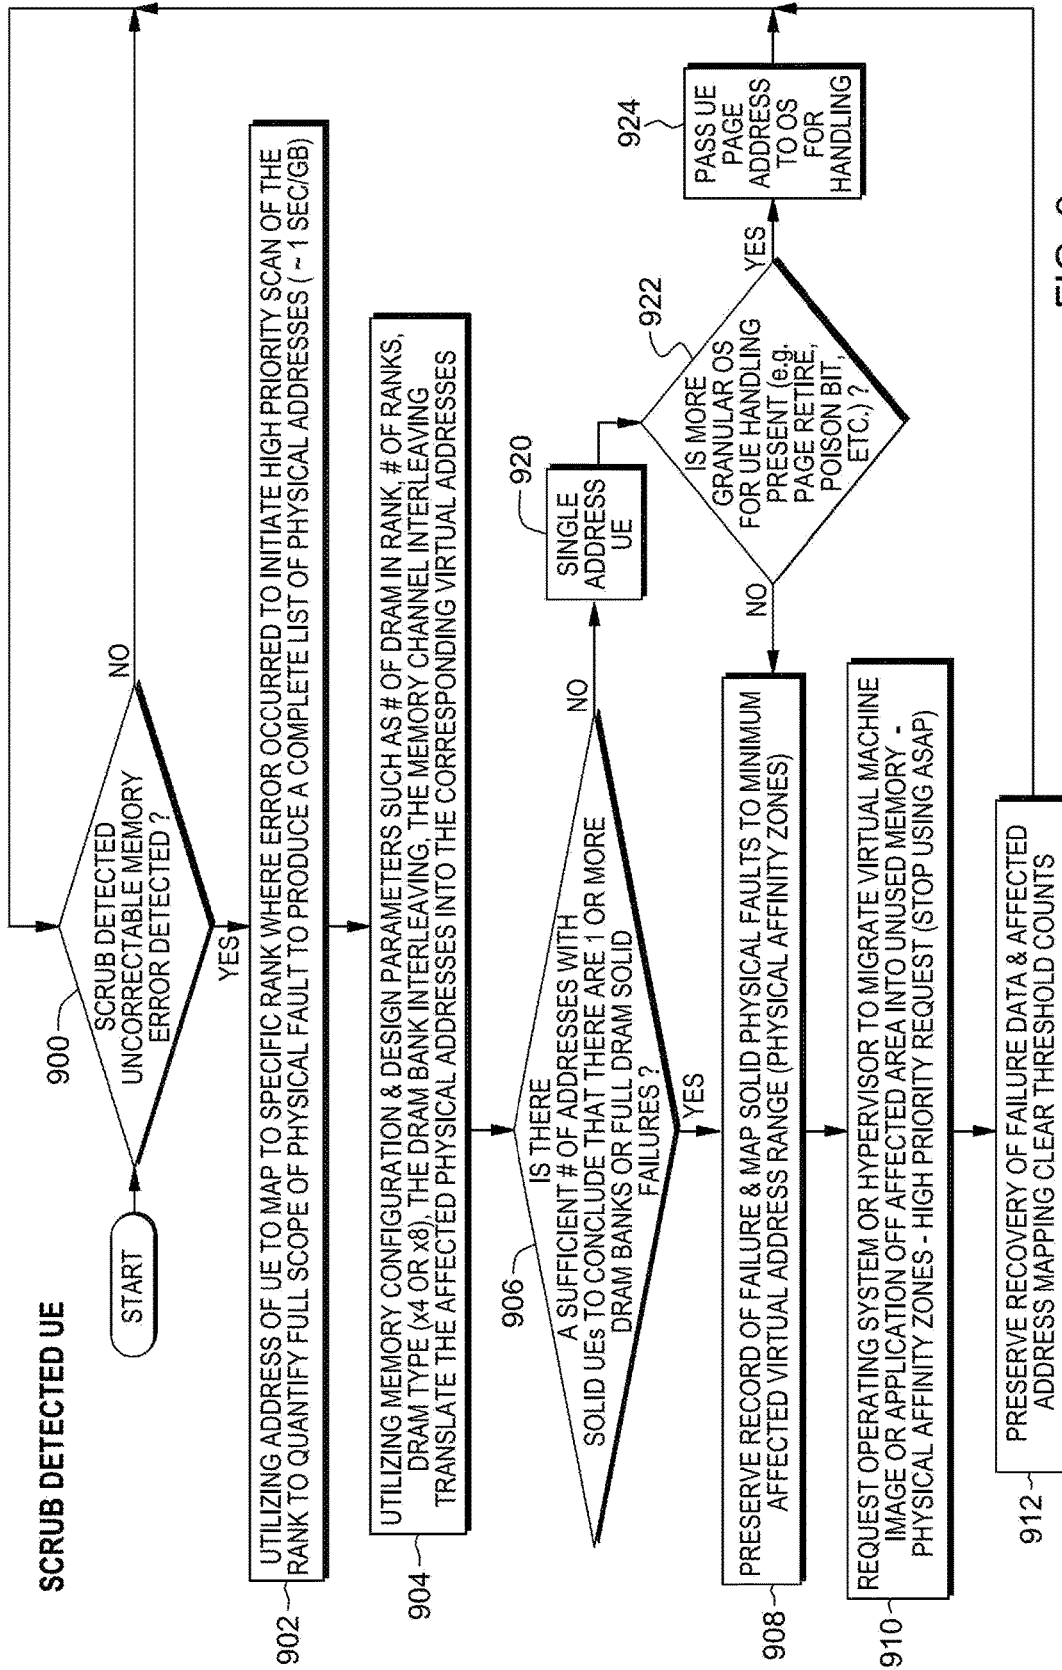 SCRUB DETECTED UE
START
900
SCRUB DETECTED
UNCORRECTABLE MEMORY
ERROR DETECTED ?
NO
YES
902
UTILIZING ADDRESS OF UE TO MAP TO SPECIFIC RANK WHERE ERROR OCCURRED TO INITIATE HIGH PRIORITY SCAN OF THE
RANK TO QUANTIFY FULL SCOPE OF PHYSICAL FAULT TO PRODUCE A COMPLETE LIST OF PHYSICAL ADDRESSES ( ~ 1 SEC/GB)
904
UTILIZING MEMORY CONFIGURATION & DESIGN PARAMETERS SUCH AS # OF DRAM IN RANK, # OF RANKS,
DRAM TYPE (x4 OR x8), THE DRAM BANK INTERLEAVING, THE MEMORY CHANNEL INTERLEAVING
TRANSLATE THE AFFECTED PHYSICAL ADDRESSES INTO THE CORRESPONDING VIRTUAL ADDRESSES
906
IS THERE
A SUFFICIENT # OF ADDRESSES WITH
SOLID UEs TO CONCLUDE THAT THERE ARE 1 OR MORE
DRAM BANKS OR FULL DRAM SOLID
FAILURES ?
NO
YES
920
SINGLE
ADDRESS
UE
922
IS MORE
GRANULAR OS
FOR UE HANDLING
PRESENT (e.g.
PAGE RETIRE,
POISON BIT,
ETC.) ?
YES
NO
924
PASS UE
PAGE
ADDRESS
TO OS
FOR
HANDLING
908
PRESERVE RECORD OF FAILURE & MAP SOLID PHYSICAL FAULTS TO MINIMUM
AFFECTED VIRTUAL ADDRESS RANGE (PHYSICAL AFFINITY ZONES)
910
REQUEST OPERATING SYSTEM OR HYPERVISOR TO MIGRATE VIRTUAL MACHINE
IMAGE OR APPLICATION OFF AFFECTED AREA INTO UNUSED MEMORY -
PHYSICAL AFFINITY ZONES - HIGH PRIORITY REQUEST (STOP USING ASAP)
912
PRESERVE RECOVERY OF FAILURE DATA & AFFECTED
ADDRESS MAPPING CLEAR THRESHOLD COUNTS